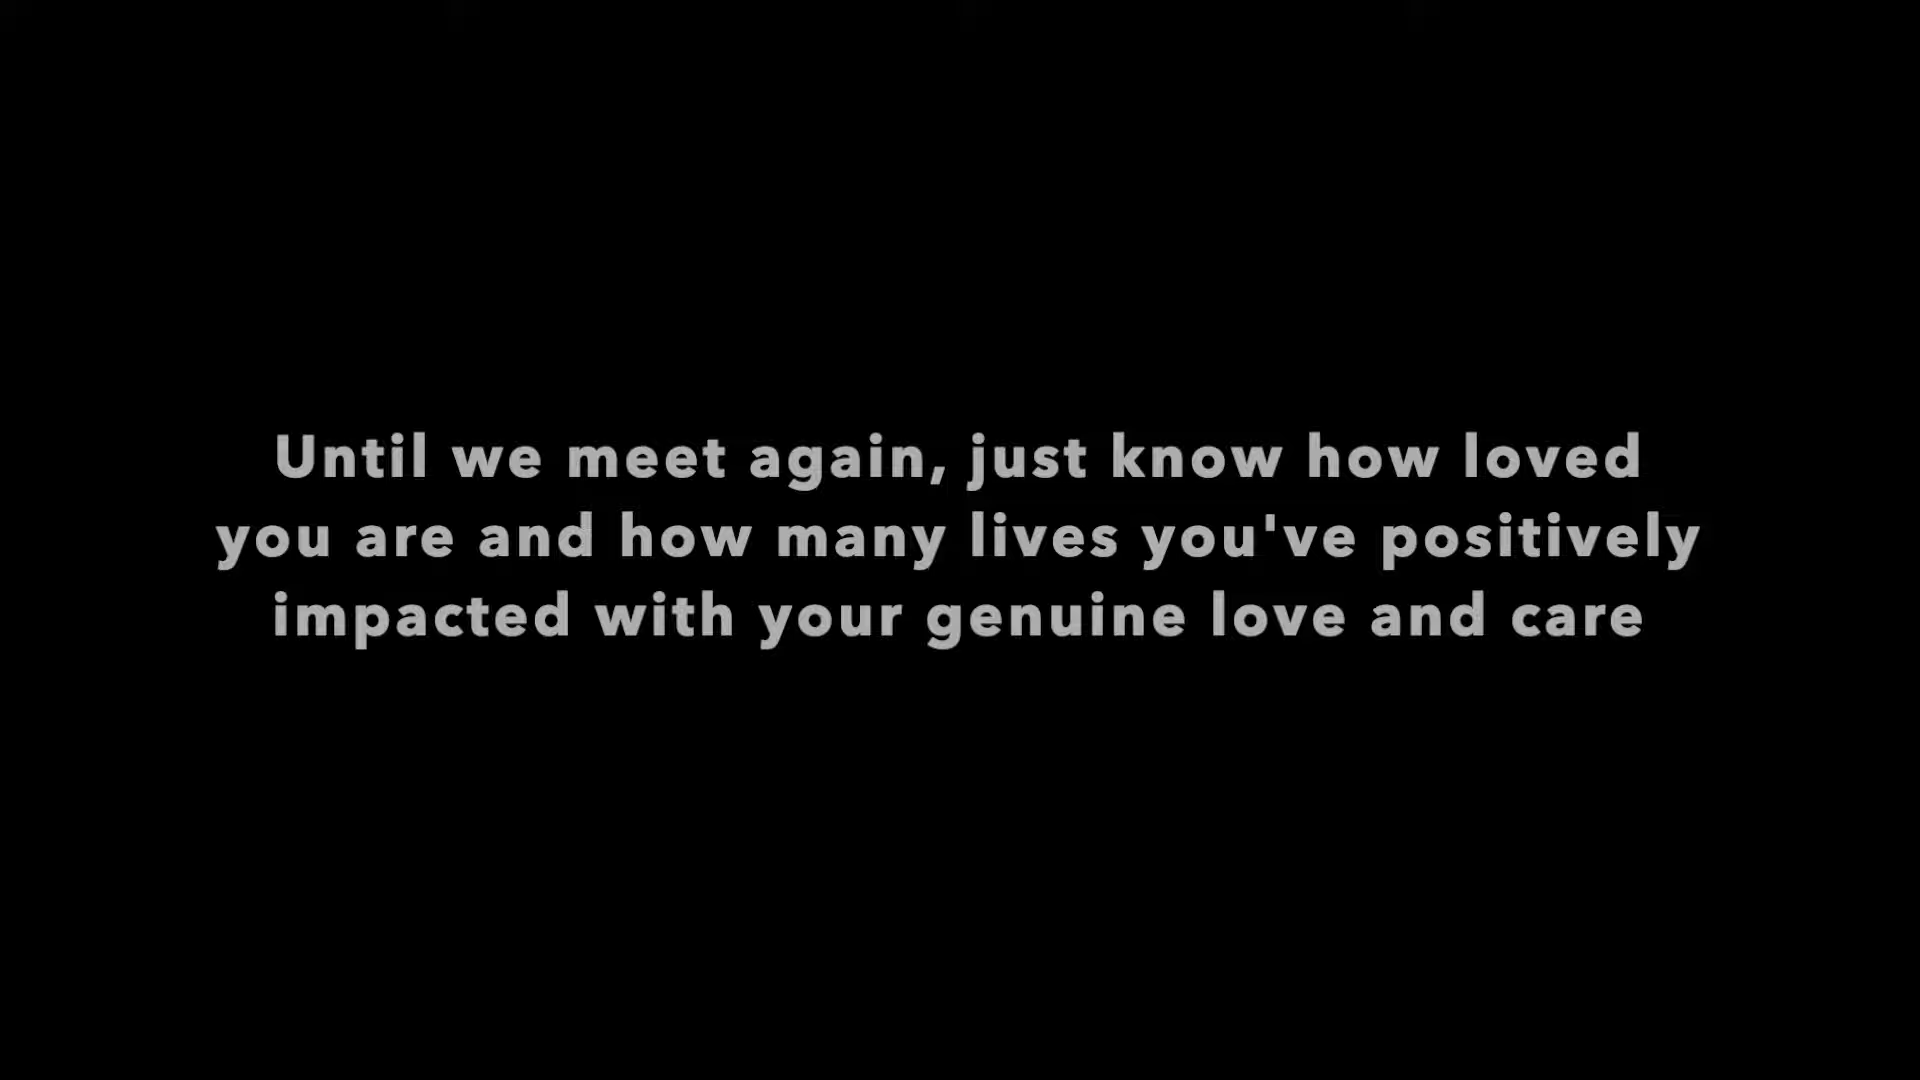 Until we meet again, just know how loved
you are and how many lives you've positively
impacted with your genuine love and care